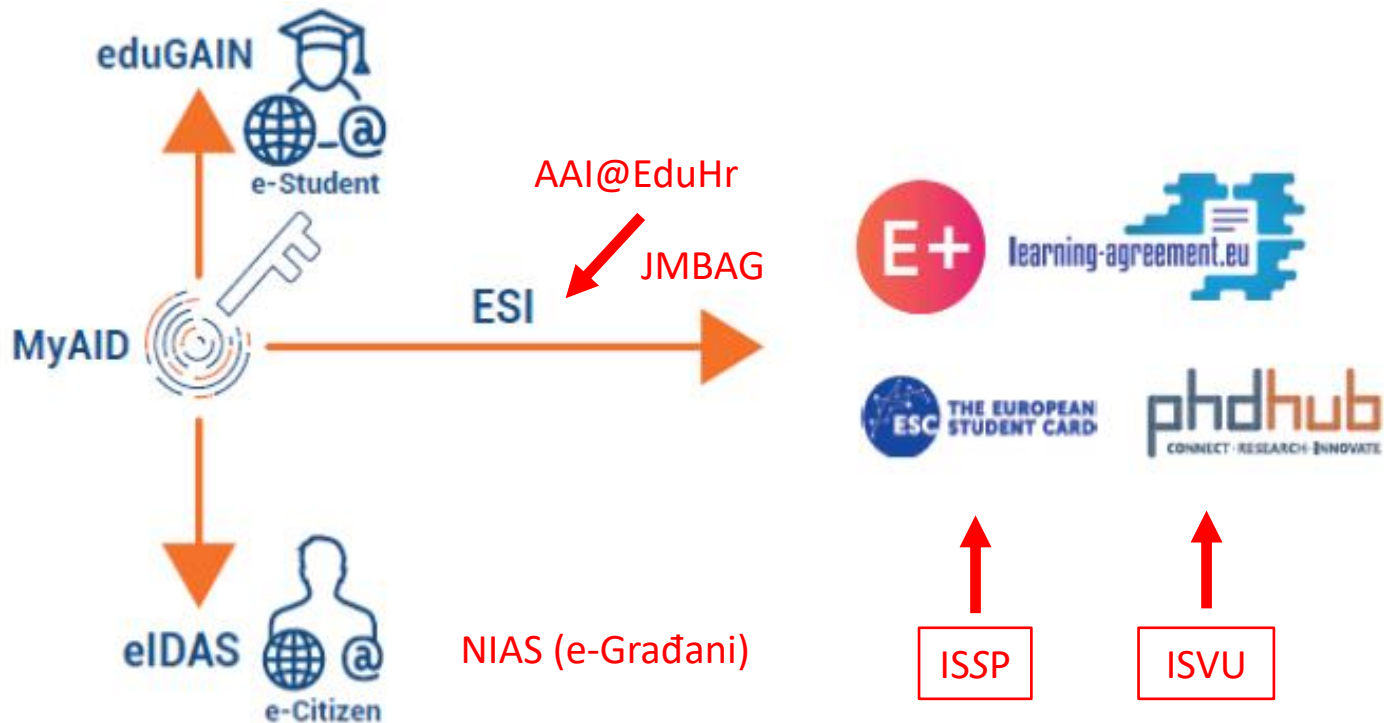 eduGAIN
@
e-Student
AAI@EduHr
JMBAG
ESI
MyAID
E+
learning-agreement.eu
ESC
THE EUROPEAN
STUDENT CARD
phdhub
CONNECT · RESEARCH · INNOVATE
eIDAS
@
e-Citizen
NIAS (e-Građani)
ISSP
ISVU